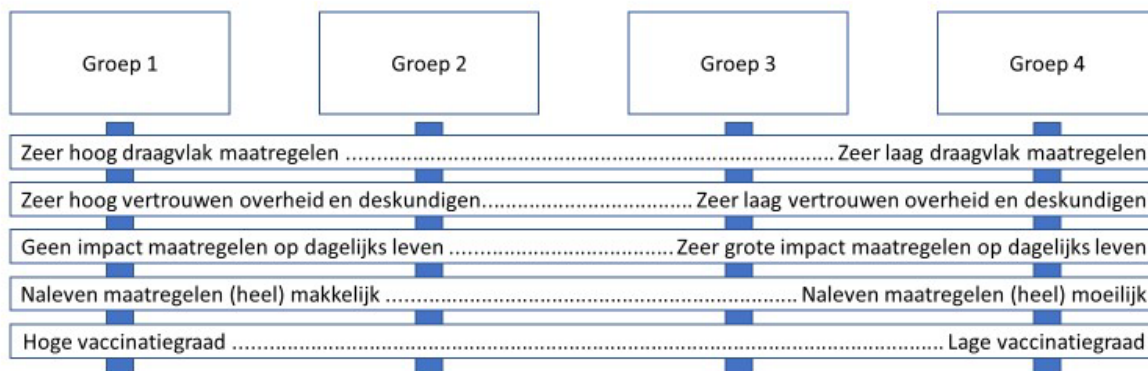 Groep 1
Groep 2
Groep 3
Groep 4
Zeer hoog draagvlak maatregelen ........................................ Zeer laag draagvlak maatregelen
Zeer hoog vertrouwen overheid en deskundigen........................................ Zeer laag vertrouwen overheid en deskundigen
Geen impact maatregelen op dagelijks leven ........................................ Zeer grote impact maatregelen op dagelijks leven
Naleven maatregelen (heel) makkelijk ........................................ Naleven maatregelen (heel) moeilijk
Hoge vaccinatiegraad ........................................ Lage vaccinatiegraad